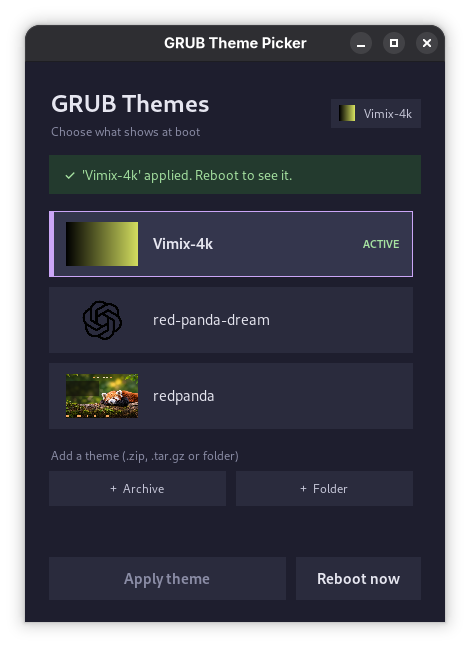 GRUB Theme Picker
GRUB Themes
Vimix-4k
Choose what shows at boot
✓ 'Vimix-4k' applied. Reboot to see it.
Vimix-4k
ACTIVE
red-panda-dream
redpanda
Add a theme (.zip, .tar.gz or folder)
+ Archive
+ Folder
Apply theme
Reboot now